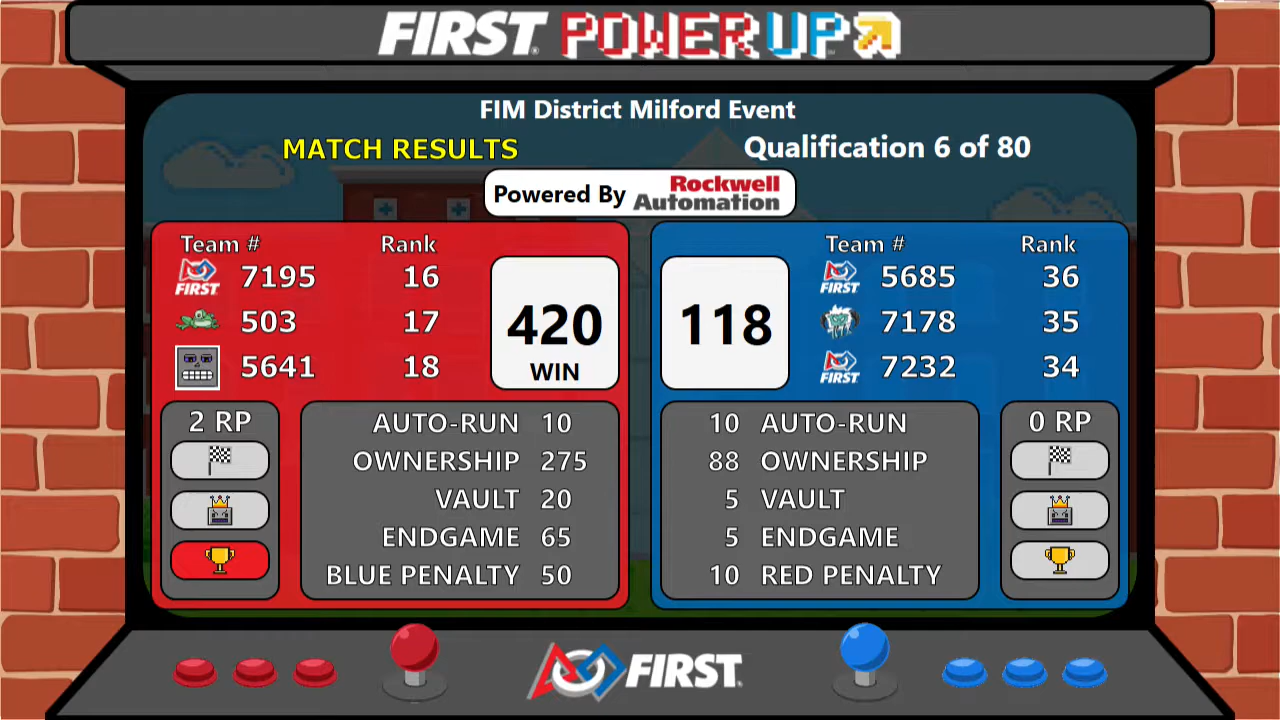 FIRST POWER UP
FIM District Milford Event
MATCH RESULTS
Qualification 6 of 80
Powered By Rockwell Automation
Team # Rank
FIRST 7195 16
503 17
5641 18
420
WIN
118
Team # Rank
FIRST 5685 36
7178 35
FIRST 7232 34
2 RP
AUTO-RUN 10
OWNERSHIP 275
VAULT 20
ENDGAME 65
BLUE PENALTY 50
10 AUTO-RUN
88 OWNERSHIP
5 VAULT
5 ENDGAME
10 RED PENALTY
0 RP
FIRST